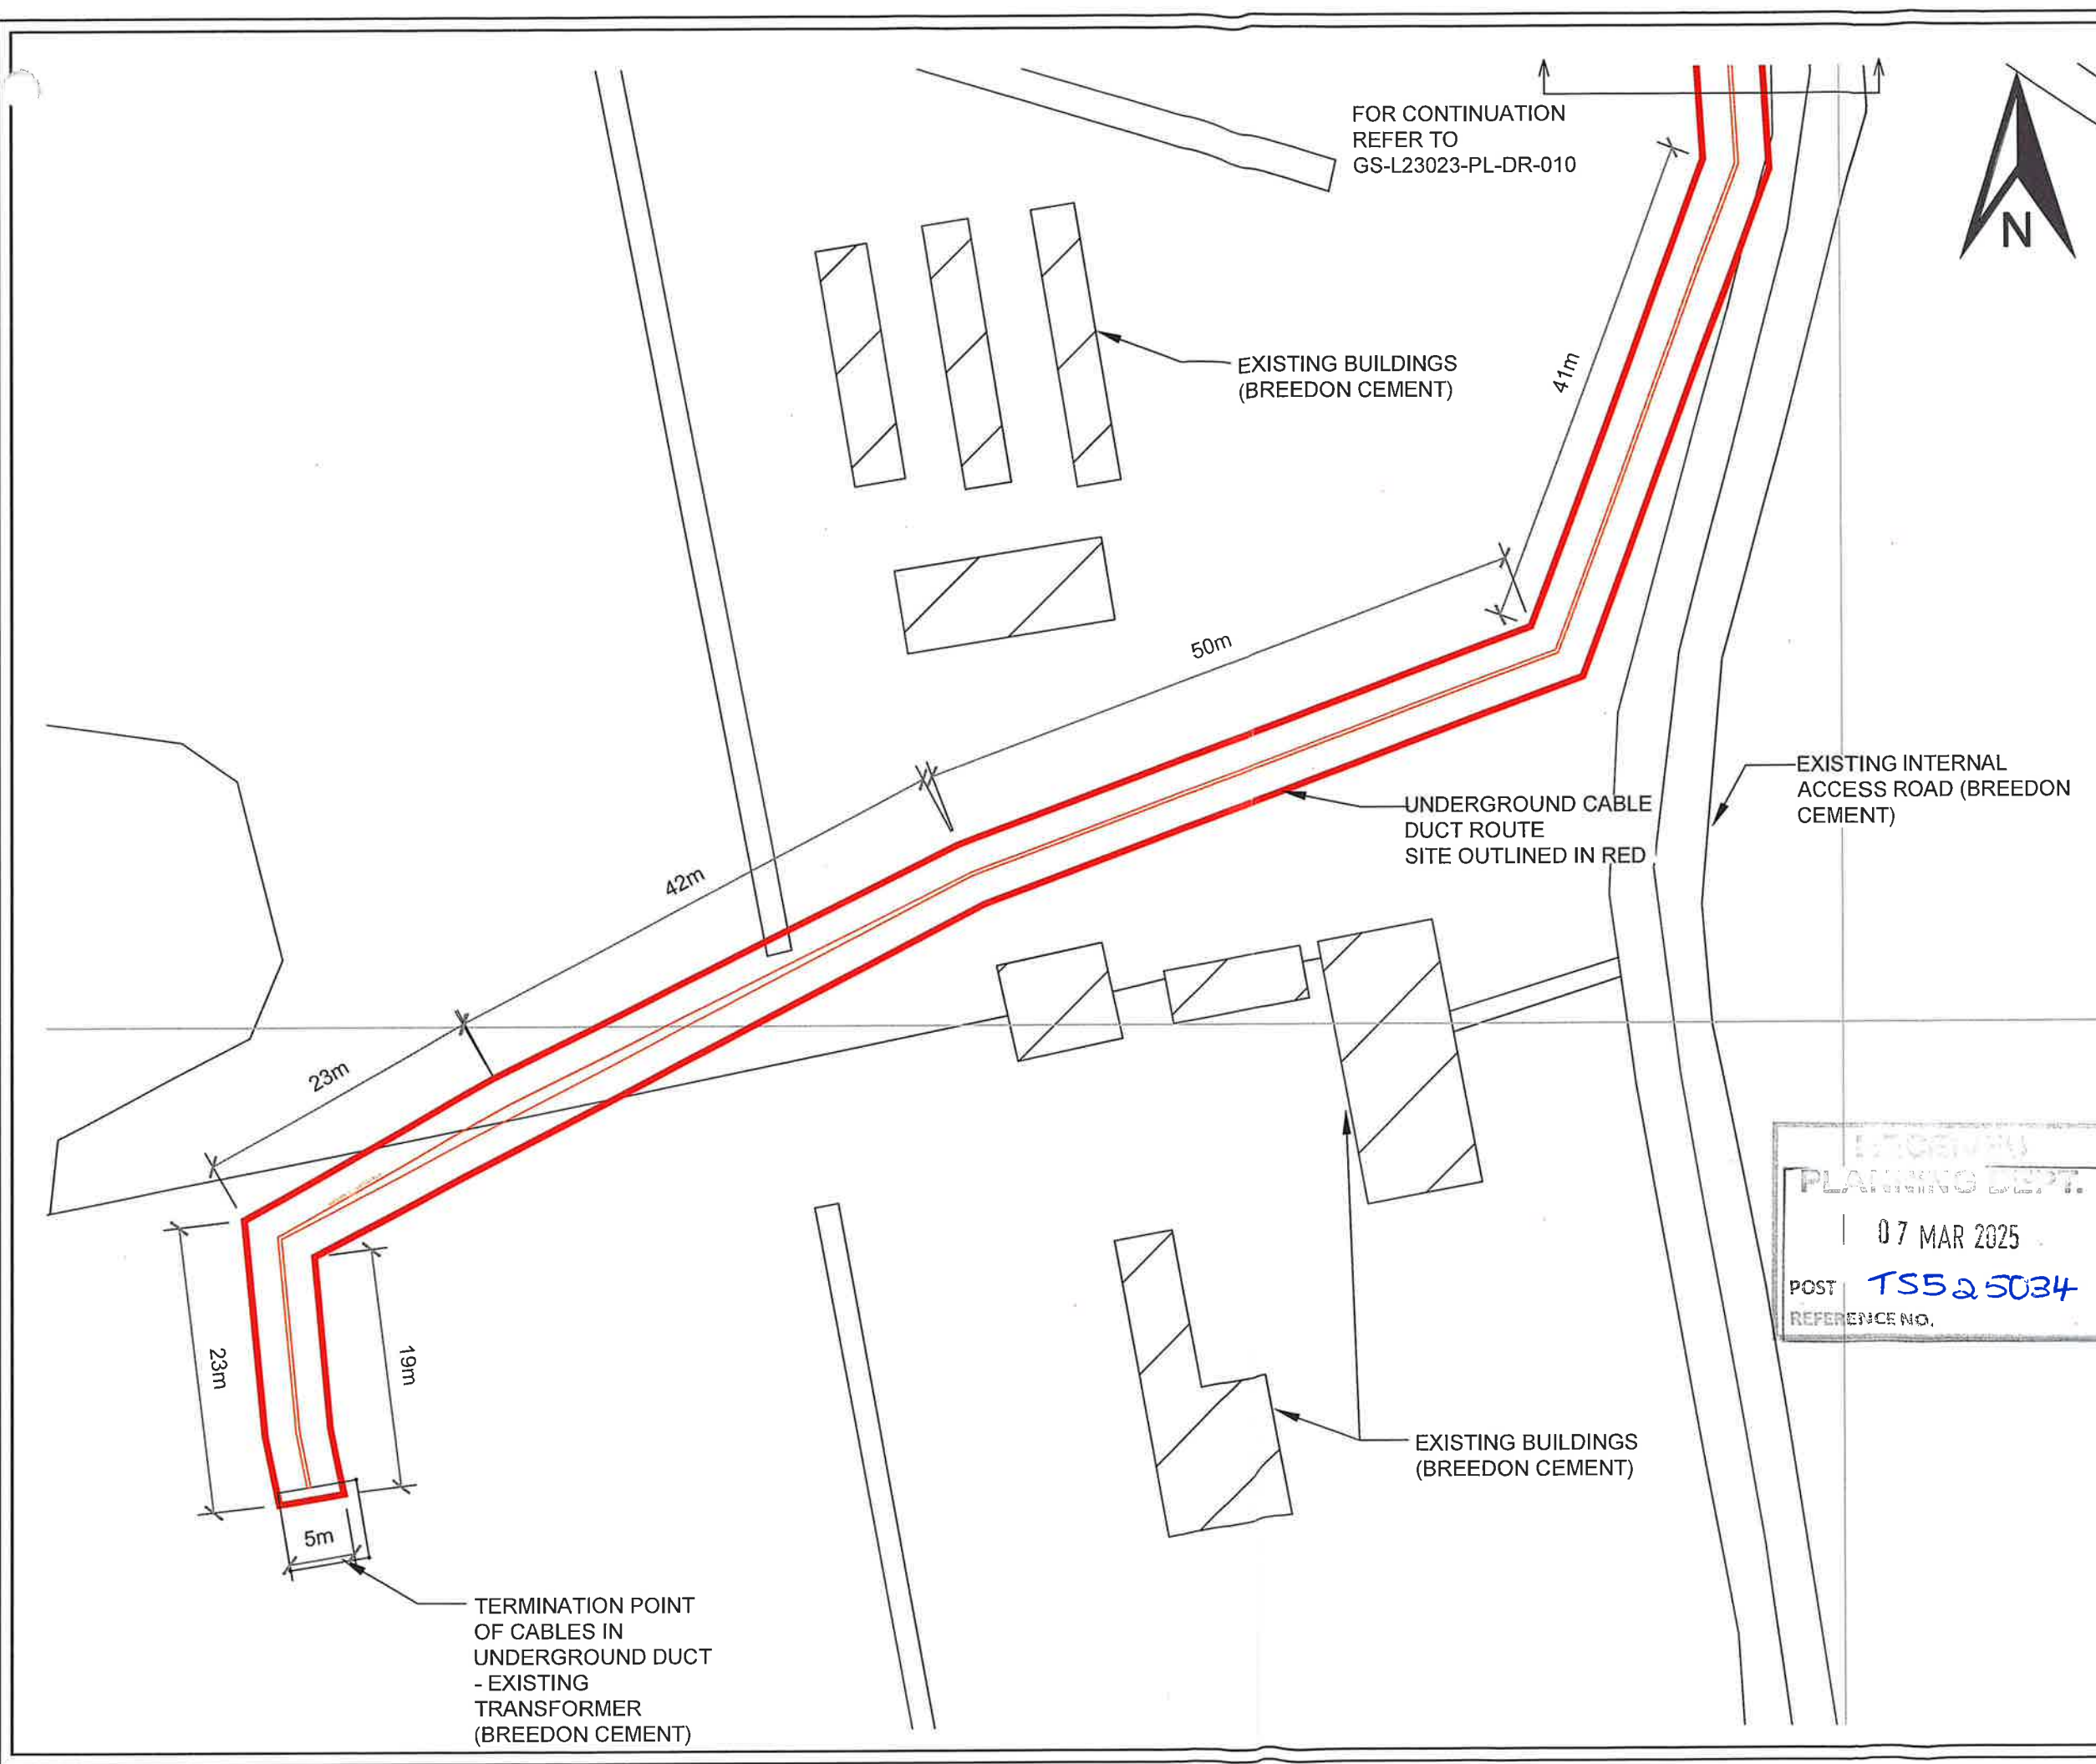 FOR CONTINUATION
REFER TO
GS-L23023-PL-DR-010
N
EXISTING BUILDINGS
(BREEDON CEMENT)
41m
50m
EXISTING INTERNAL
ACCESS ROAD (BREEDON
CEMENT)
UNDERGROUND CABLE
DUCT ROUTE
SITE OUTLINED IN RED
42m
23m
PLANNING DEPT.
07 MAR 2025
POST TS525034
REFERENCE NO.
23m
19m
EXISTING BUILDINGS
(BREEDON CEMENT)
5m
TERMINATION POINT
OF CABLES IN
UNDERGROUND DUCT
- EXISTING
TRANSFORMER
(BREEDON CEMENT)